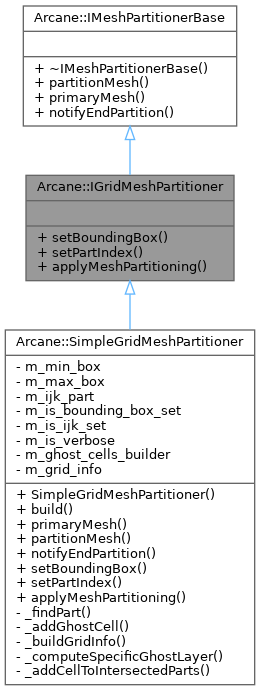 Arcane::IMeshPartitionerBase
+ ~IMeshPartitionerBase()
+ partitionMesh()
+ primaryMesh()
+ notifyEndPartition()
Arcane::IGridMeshPartitioner
+ setBoundingBox()
+ setPartIndex()
+ applyMeshPartitioning()
Arcane::SimpleGridMeshPartitioner
- m_min_box
- m_max_box
- m_ijk_part
- m_is_bounding_box_set
- m_is_ijk_set
- m_is_verbose
- m_ghost_cells_builder
- m_grid_info
+ SimpleGridMeshPartitioner()
+ build()
+ primaryMesh()
+ partitionMesh()
+ notifyEndPartition()
+ setBoundingBox()
+ setPartIndex()
+ applyMeshPartitioning()
- _findPart()
- _addGhostCell()
- _buildGridInfo()
- _computeSpecificGhostLayer()
- _addCellToIntersectedParts()